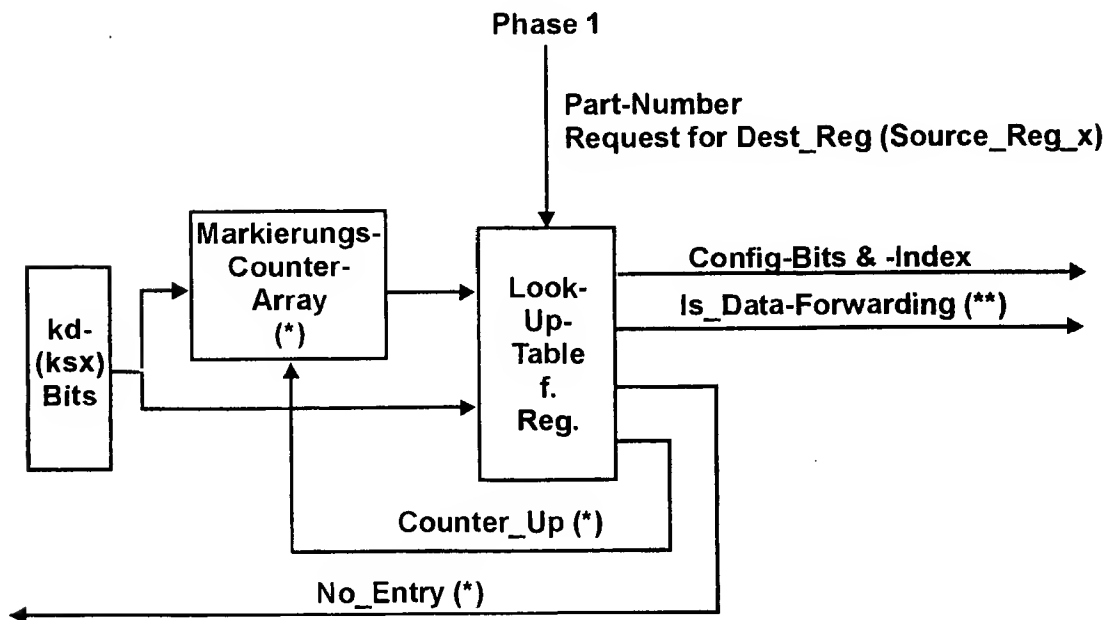 Phase 1
Part-Number
Request for Dest_Reg (Source_Reg_x)
Markierungs-
Counter-
Array
(*)
kd-
(ksx)
Bits
Look-
Up-
Table
f.
Reg.
Config-Bits & -Index
Is_Data-Forwarding (**)
Counter_Up (*)
No_Entry (*)